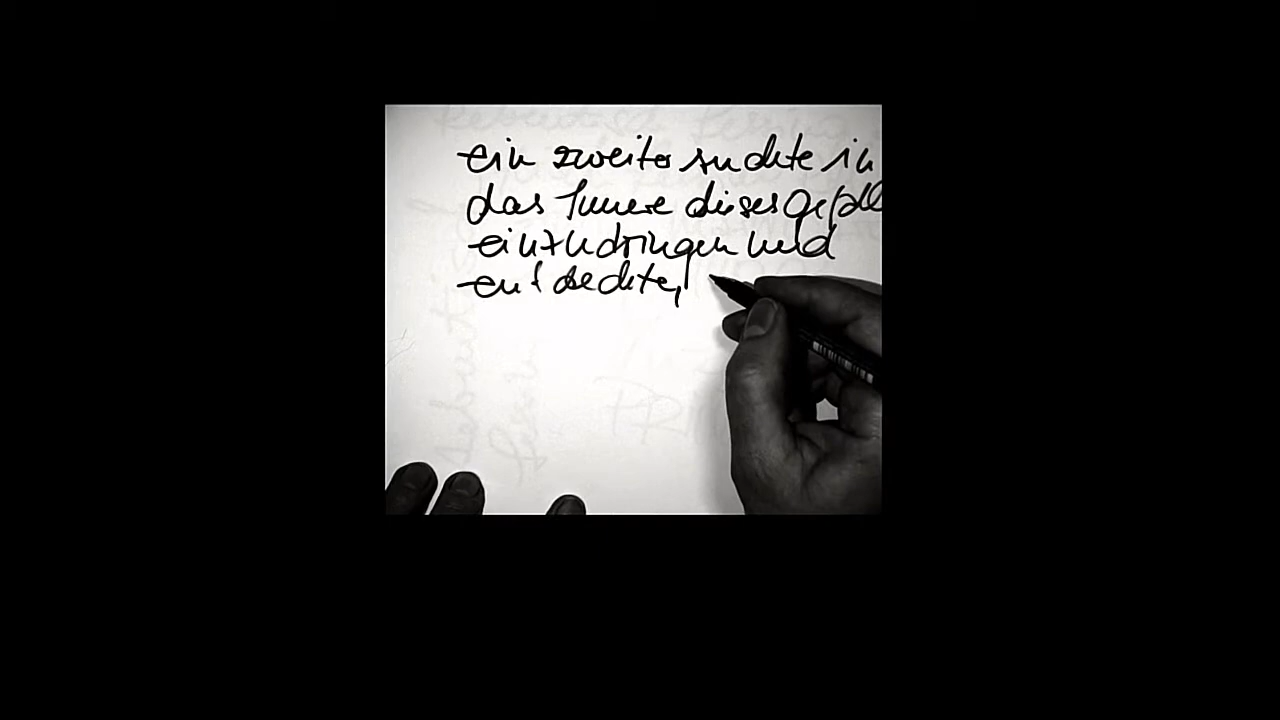 ein zweiter suchte in
das Innere dieses
einzudringen und
entdeckte,